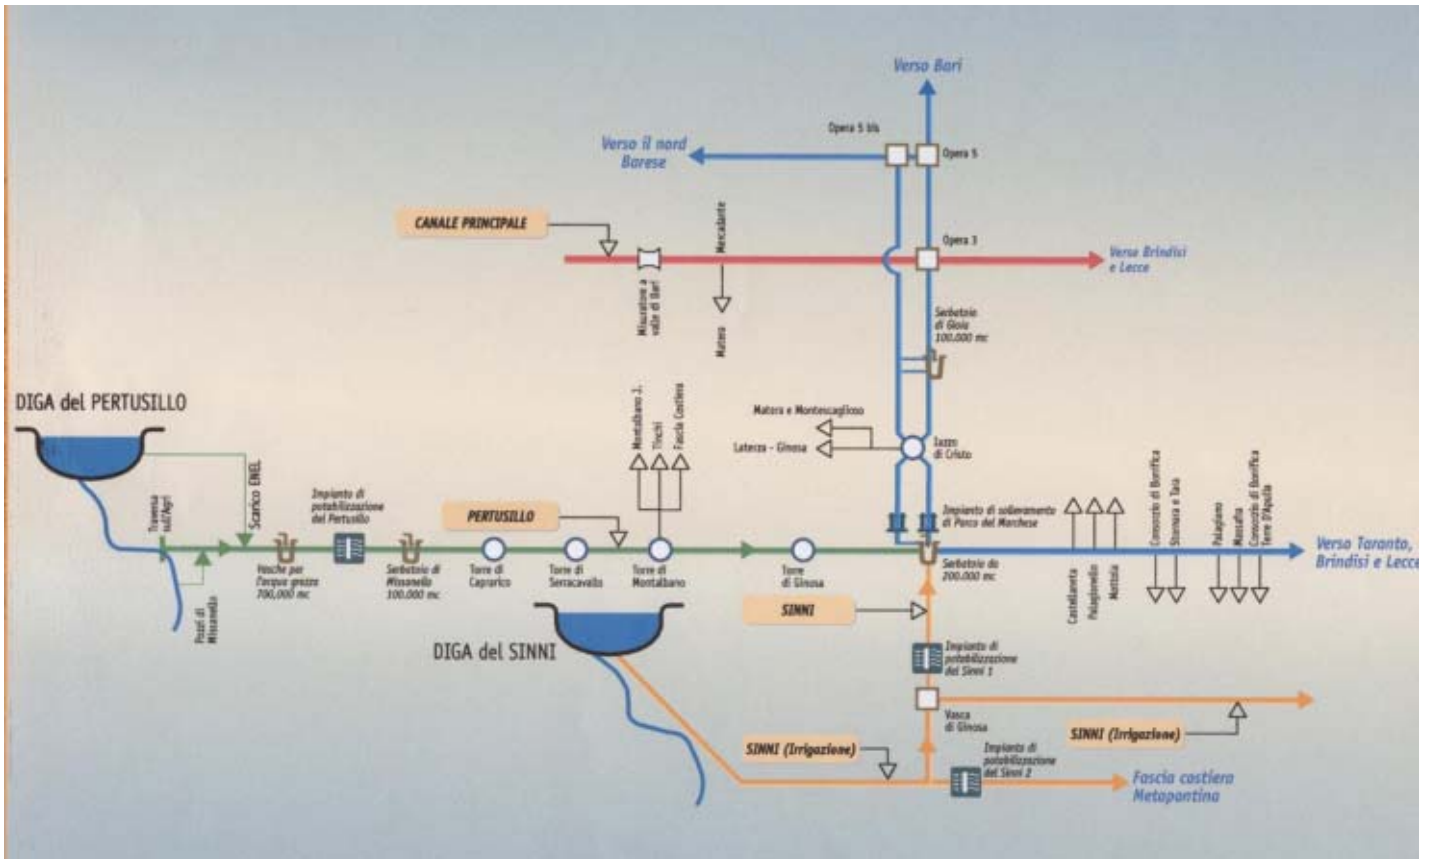 Verso Bari
Opera 5 bis
Verso il nord
Barese
Opera 5
CANALE PRINCIPALE
Mercadante
Opera 3
Verso Brindisi
e Lecce
Misuratore a
valle di Bari
Matera
Serbatoio
di Gioia
100.000 mc
DIGA del PERTUSILLO
Montalbano J.
Tinchi
Fascia Costiera
Matera e Montescaglioso
Laterza - Ginosa
Iazzo
di Cristo
Traversa
sull'Agri
Scarico ENEL
Impianto di
potabilizzazione
del Pertusillo
PERTUSILLO
Impianto di sollevamento
di Parco del Marchese
Consorzio di Bonifica
Stornara e Tara
Palagiano
Massafra
Consorzio di Bonifica
Terre D'Apulia
Verso Taranto,
Brindisi e Lecce
Vasche per
l'acqua grezza
700.000 mc
Serbatoio di
Missanello
100.000 mc
Torre di
Caprarico
Torre di
Serracavallo
Torre di
Montalbano
Torre
di Ginosa
Serbatoio da
200.000 mc
Castellaneta
Palagianello
Mottola
Pozzi di
Missanello
SINNI
DIGA del SINNI
Impianto di
potabilizzazione
del Sinni 1
Vasca
di Ginosa
SINNI (Irrigazione)
SINNI (Irrigazione)
Impianto di
potabilizzazione
del Sinni 2
Fascia costiera
Metapontina